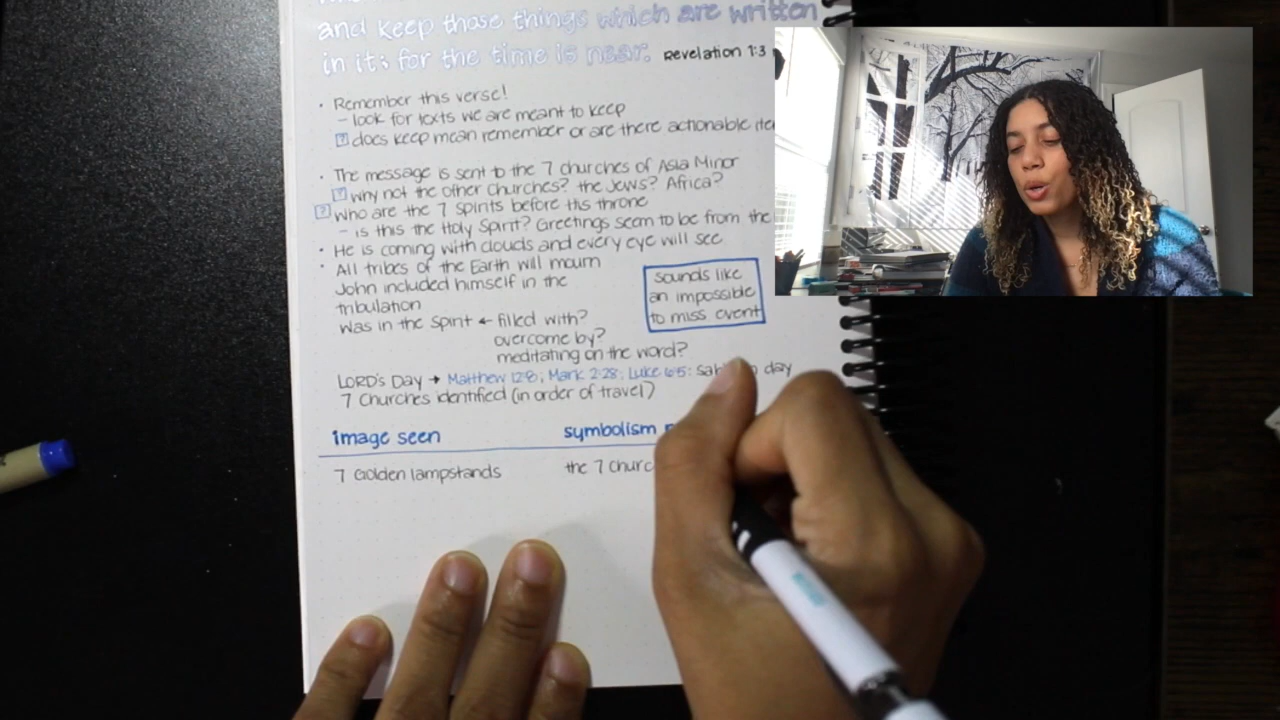 and keep those things which are written
in it: for the time is near. Revelation 1:3
• Remember this verse!
- look for texts we are meant to keep
? does keep mean remember or are there actionable
• The message is sent to the 7 churches of Asia Minor
? why not the other churches? the Jews? Africa?
? who are the 7 spirits before his throne
- is this the Holy Spirit? Greetings seem to be from the
• He is coming with clouds and every eye will see
• All tribes of the Earth will mourn
John included himself in the
tribulation
was in the spirit ← filled with?
overcome by?
meditating on the word?
sounds like
an impossible
to miss event
LORD's Day → Matthew 12:8; Mark 2:28; Luke 6:5: day
7 Churches identified (in order of travel)
image seen symbolism
7 Golden lampstands the 7